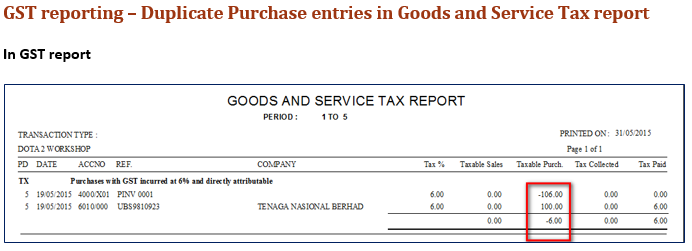 GST reporting – Duplicate Purchase entries in Goods and Service Tax report
In GST report
GOODS AND SERVICE TAX REPORT
PERIOD : 1 TO 5
TRANSACTION TYPE : PRINTED ON : 31/05/2015
DOTA 2 WORKSHOP Page 1 of 1
PD DATE ACCNO REF. COMPANY Tax % Taxable Sales Taxable Purch. Tax Collected Tax Paid
TX Purchases with GST incurred at 6% and directly attributable
5 19/05/2015 4000/X01 PINV 0001 6.00 0.00 -106.00 0.00 0.00
5 19/05/2015 6010/000 UBS9810923 TENAGA NASIONAL BERHAD 6.00 0.00 100.00 0.00 6.00
0.00 -6.00 0.00 6.00